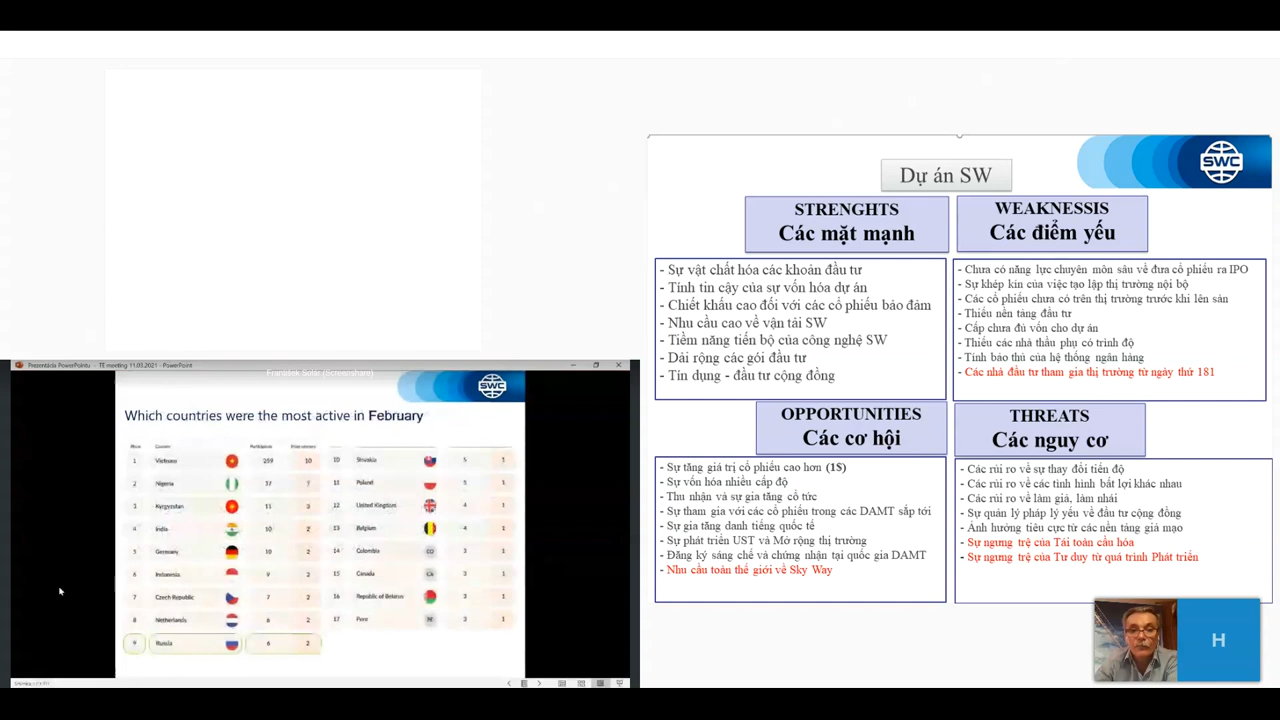 Prezentácia PowerPointu - TE meeting 11.03.2021 - PowerPoint
František Solár (Screenshare)
SWC
Which countries were the most active in February
Place Country Participants
1 Vietnam 259 10
2 Nigeria 37 7
3 Kyrgyzstan 11 3
4 India 10 2
5 Germany 10 2
6 Indonesia 9 2
7 Czech Republic 7 2
8 Netherlands 6 2
9 Russia 6 2
10 Slovakia 5 1
11 Poland 5 1
12 United Kingdom 4 1
13 Belgium 4 1
14 Colombia CO 3 1
15 Canada CA 3 1
16 Republic of Belarus 3 1
17 Peru 3 1
SWC
Dự án SW
STRENGHTS
Các mặt mạnh
- Sự vật chất hóa các khoản đầu tư
- Tính tin cậy của sự vốn hóa dự án
- Chiết khấu cao đối với các cổ phiếu bảo đảm
- Nhu cầu cao về vận tải SW
- Tiềm năng tiến bộ của công nghệ SW
- Dải rộng các gói đầu tư
- Tín dụng - đầu tư cộng đồng
WEAKNESSIS
Các điểm yếu
- Chưa có năng lực chuyên môn sâu về đưa cổ phiếu ra IPO
- Sự khép kín của việc tạo lập thị trường nội bộ
- Các cổ phiếu chưa có trên thị trường trước khi lên sàn
- Thiếu nền tảng đầu tư
- Cấp chưa đủ vốn cho dự án
- Thiếu các nhà thầu phụ có trình độ
- Tính bảo thủ của hệ thống ngân hàng
- Các nhà đầu tư tham gia thị trường từ ngày thứ 181
OPPORTUNITIES
Các cơ hội
- Sự tăng giá trị cổ phiếu cao hơn (1S)
- Sự vốn hóa nhiều cấp độ
- Thu nhận và sự gia tăng cổ tức
- Sự tham gia với các cổ phiếu trong các DAMT sắp tới
- Sự gia tăng danh tiếng quốc tế
- Sự phát triển UST và Mở rộng thị trường
- Đăng ký sáng chế và chứng nhận tại quốc gia DAMT
- Nhu cầu toàn thế giới về Sky Way
THREATS
Các nguy cơ
- Các rủi ro về sự thay đổi tiến độ
- Các rủi ro về các tình hình bất lợi khác nhau
- Các rủi ro về làm giả, làm nhái
- Sự quản lý pháp lý yếu về đầu tư cộng đồng
- Ảnh hưởng tiêu cực từ các nền tảng giả mạo
- Sự ngưng trệ của Tái toàn cầu hóa
- Sự ngưng trệ của Tư duy từ quá trình Phát triển
H